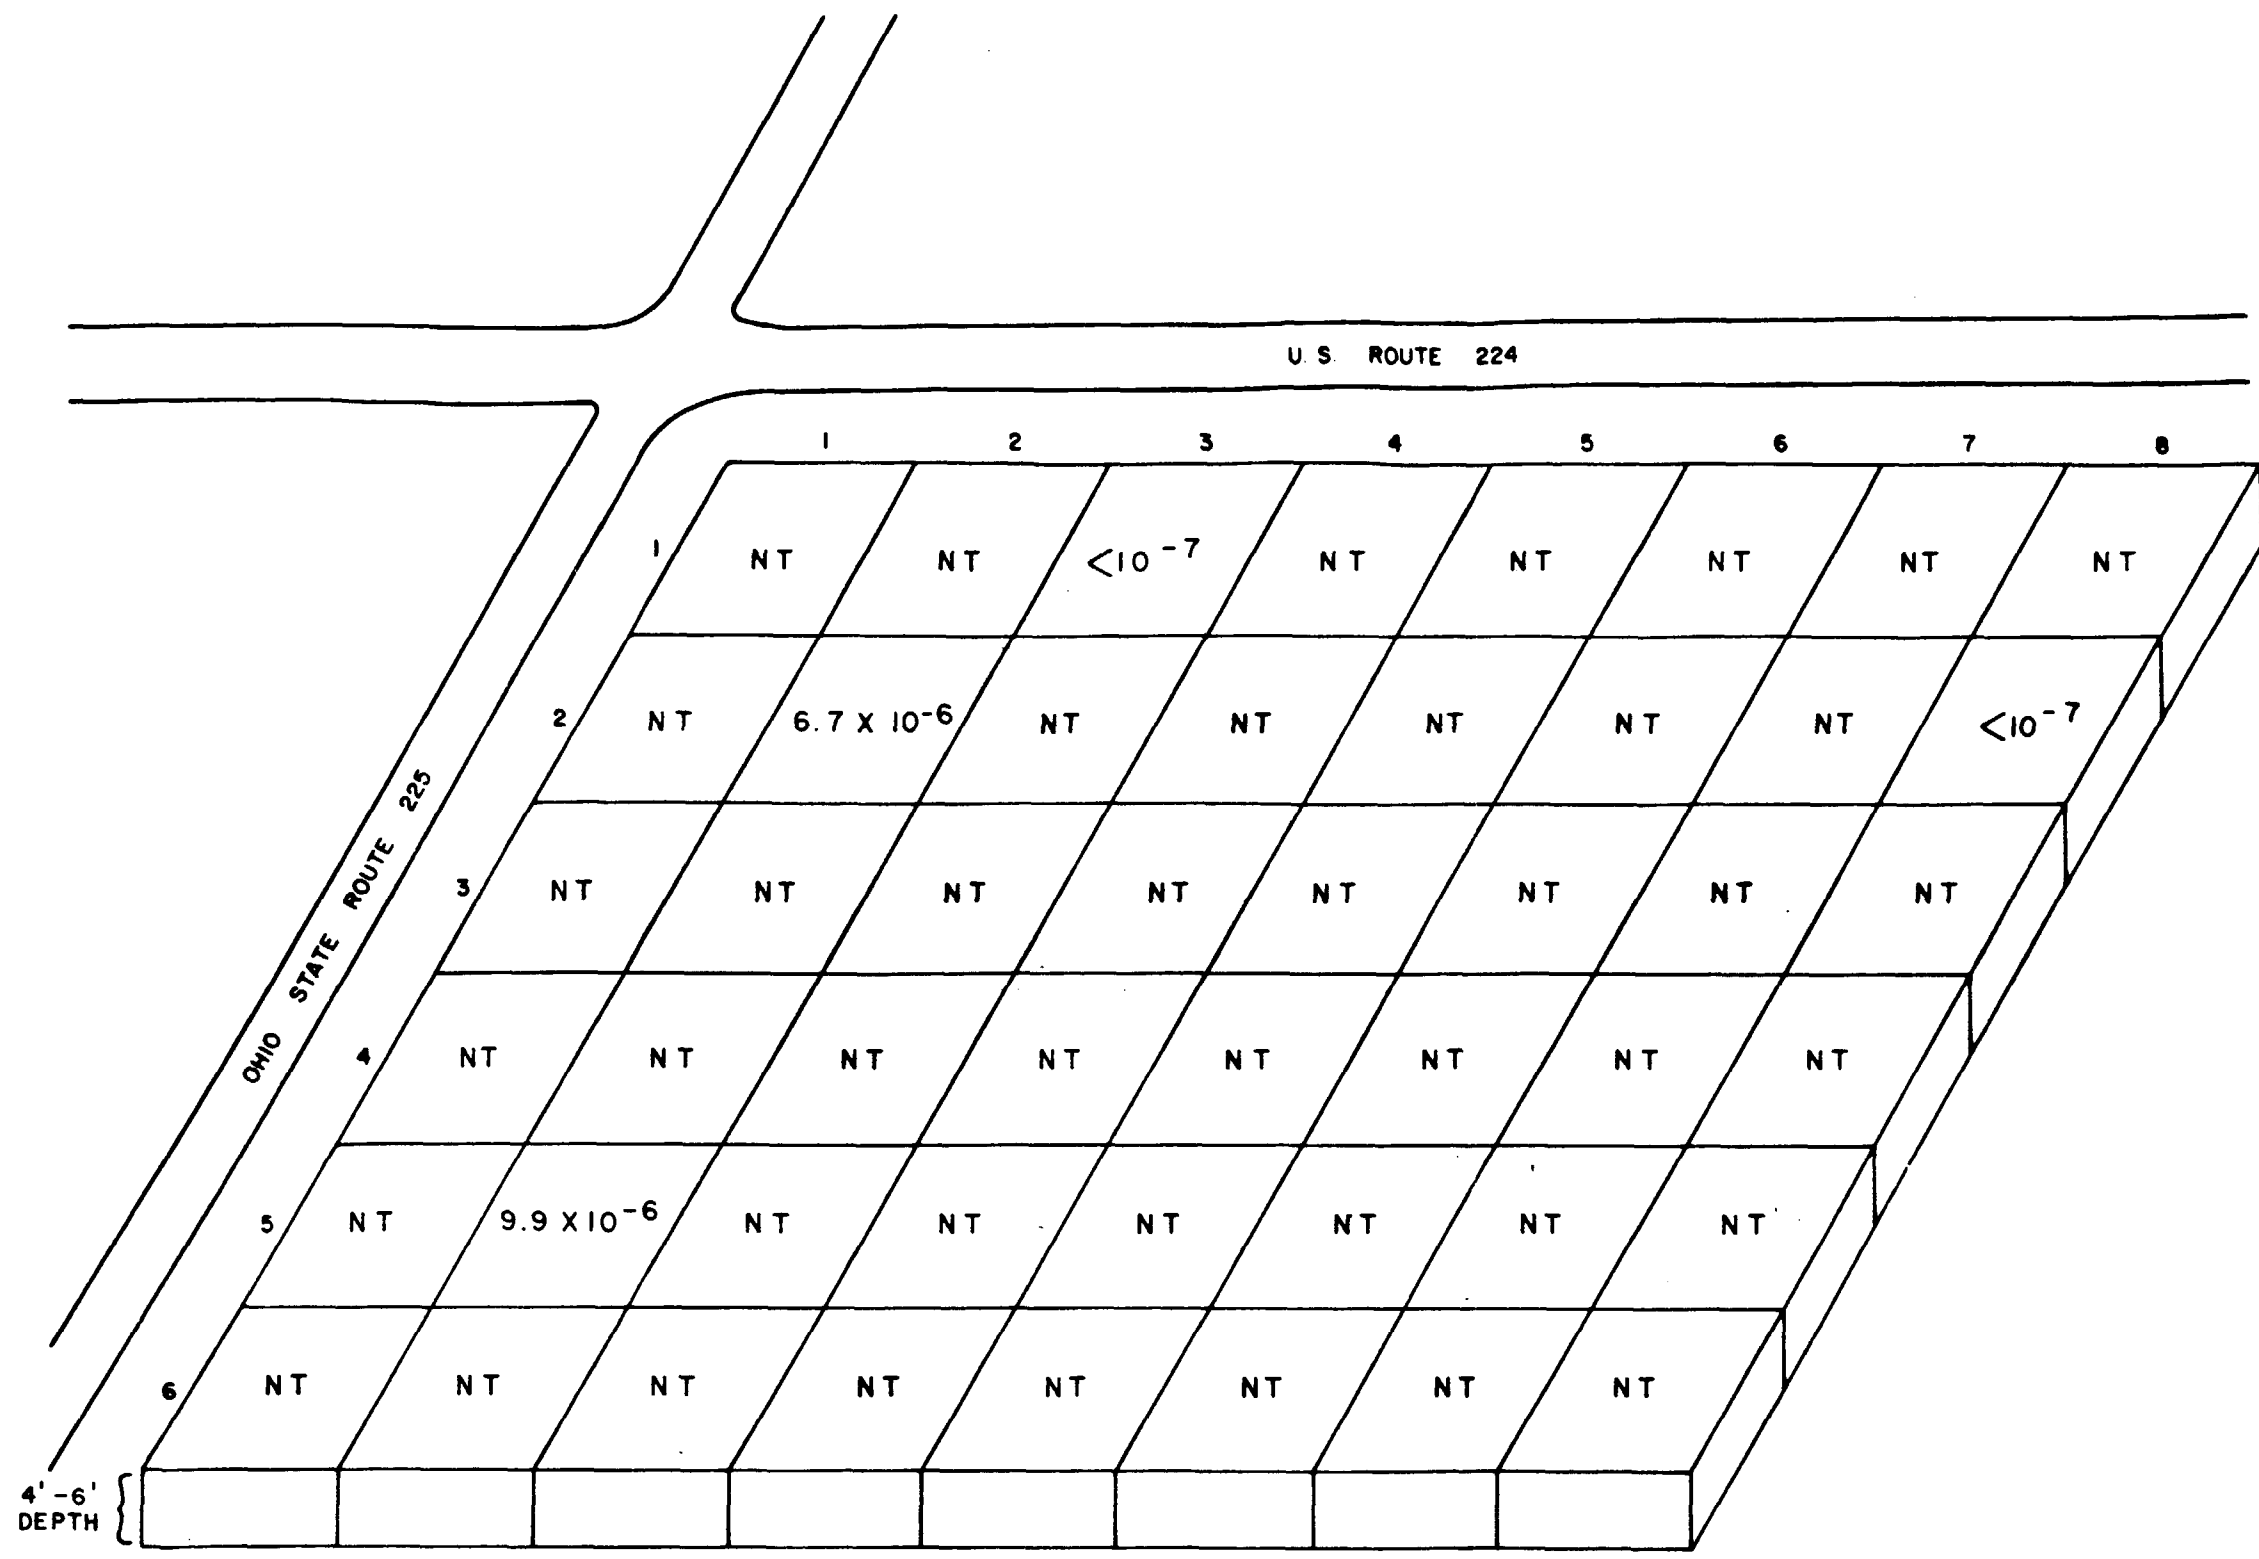 U.S. ROUTE 224
1 2 3 4 5 6 7 8
1 NT NT <10⁻⁷ NT NT NT NT NT
2 NT 6.7 X 10⁻⁶ NT NT NT NT NT <10⁻⁷
3 NT NT NT NT NT NT NT NT
4 NT NT NT NT NT NT NT NT
5 NT 9.9 X 10⁻⁶ NT NT NT NT NT NT
6 NT NT NT NT NT NT NT NT
OHIO STATE ROUTE 225
4'-6'
DEPTH